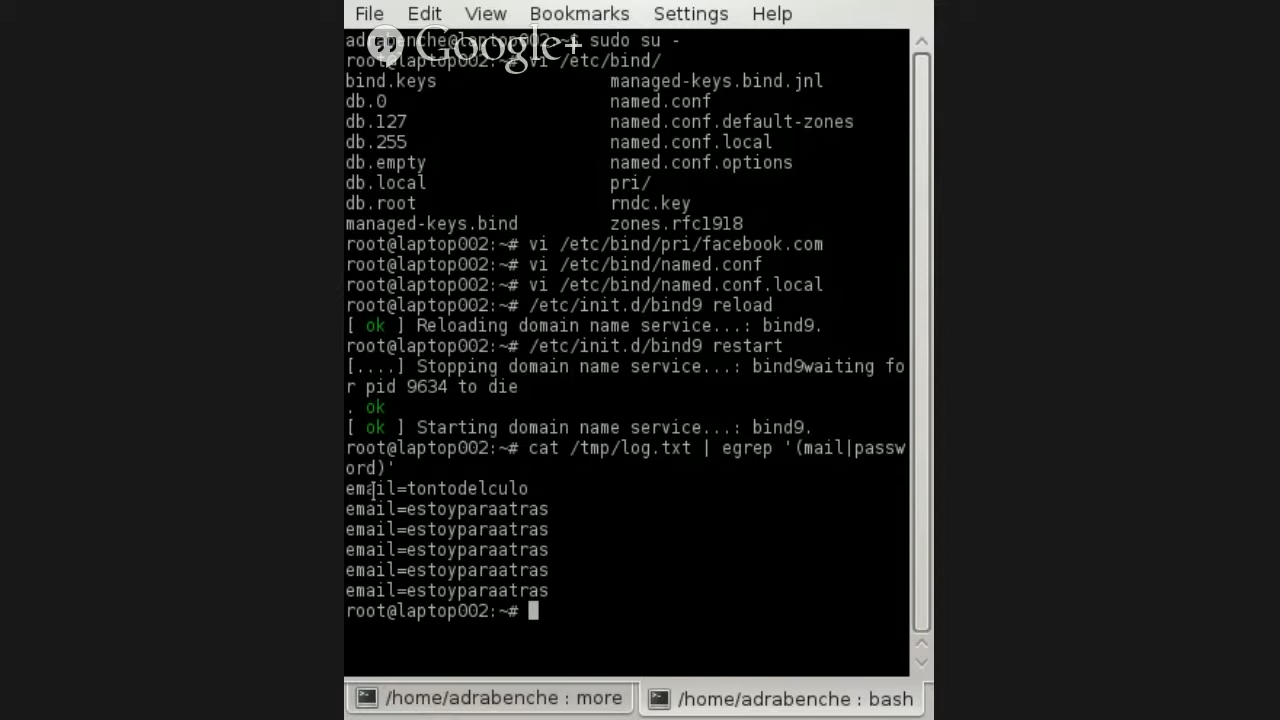 File Edit View Bookmarks Settings Help
adrabenche@laptop002:~$ sudo su -
Google+
root@laptop002:~# vi /etc/bind/
bind.keys managed-keys.bind.jnl
db.0 named.conf
db.127 named.conf.default-zones
db.255 named.conf.local
db.empty named.conf.options
db.local pri/
db.root rndc.key
managed-keys.bind zones.rfc1918
root@laptop002:~# vi /etc/bind/pri/facebook.com
root@laptop002:~# vi /etc/bind/named.conf
root@laptop002:~# vi /etc/bind/named.conf.local
root@laptop002:~# /etc/init.d/bind9 reload
[ ok ] Reloading domain name service...: bind9.
root@laptop002:~# /etc/init.d/bind9 restart
[....] Stopping domain name service...: bind9waiting fo
r pid 9634 to die
. ok
[ ok ] Starting domain name service...: bind9.
root@laptop002:~# cat /tmp/log.txt | egrep '(mail|passw
ord)'
email=tontodelculo
email=estoyparaatras
email=estoyparaatras
email=estoyparaatras
email=estoyparaatras
email=estoyparaatras
root@laptop002:~#
/home/adrabenche : more /home/adrabenche : bash